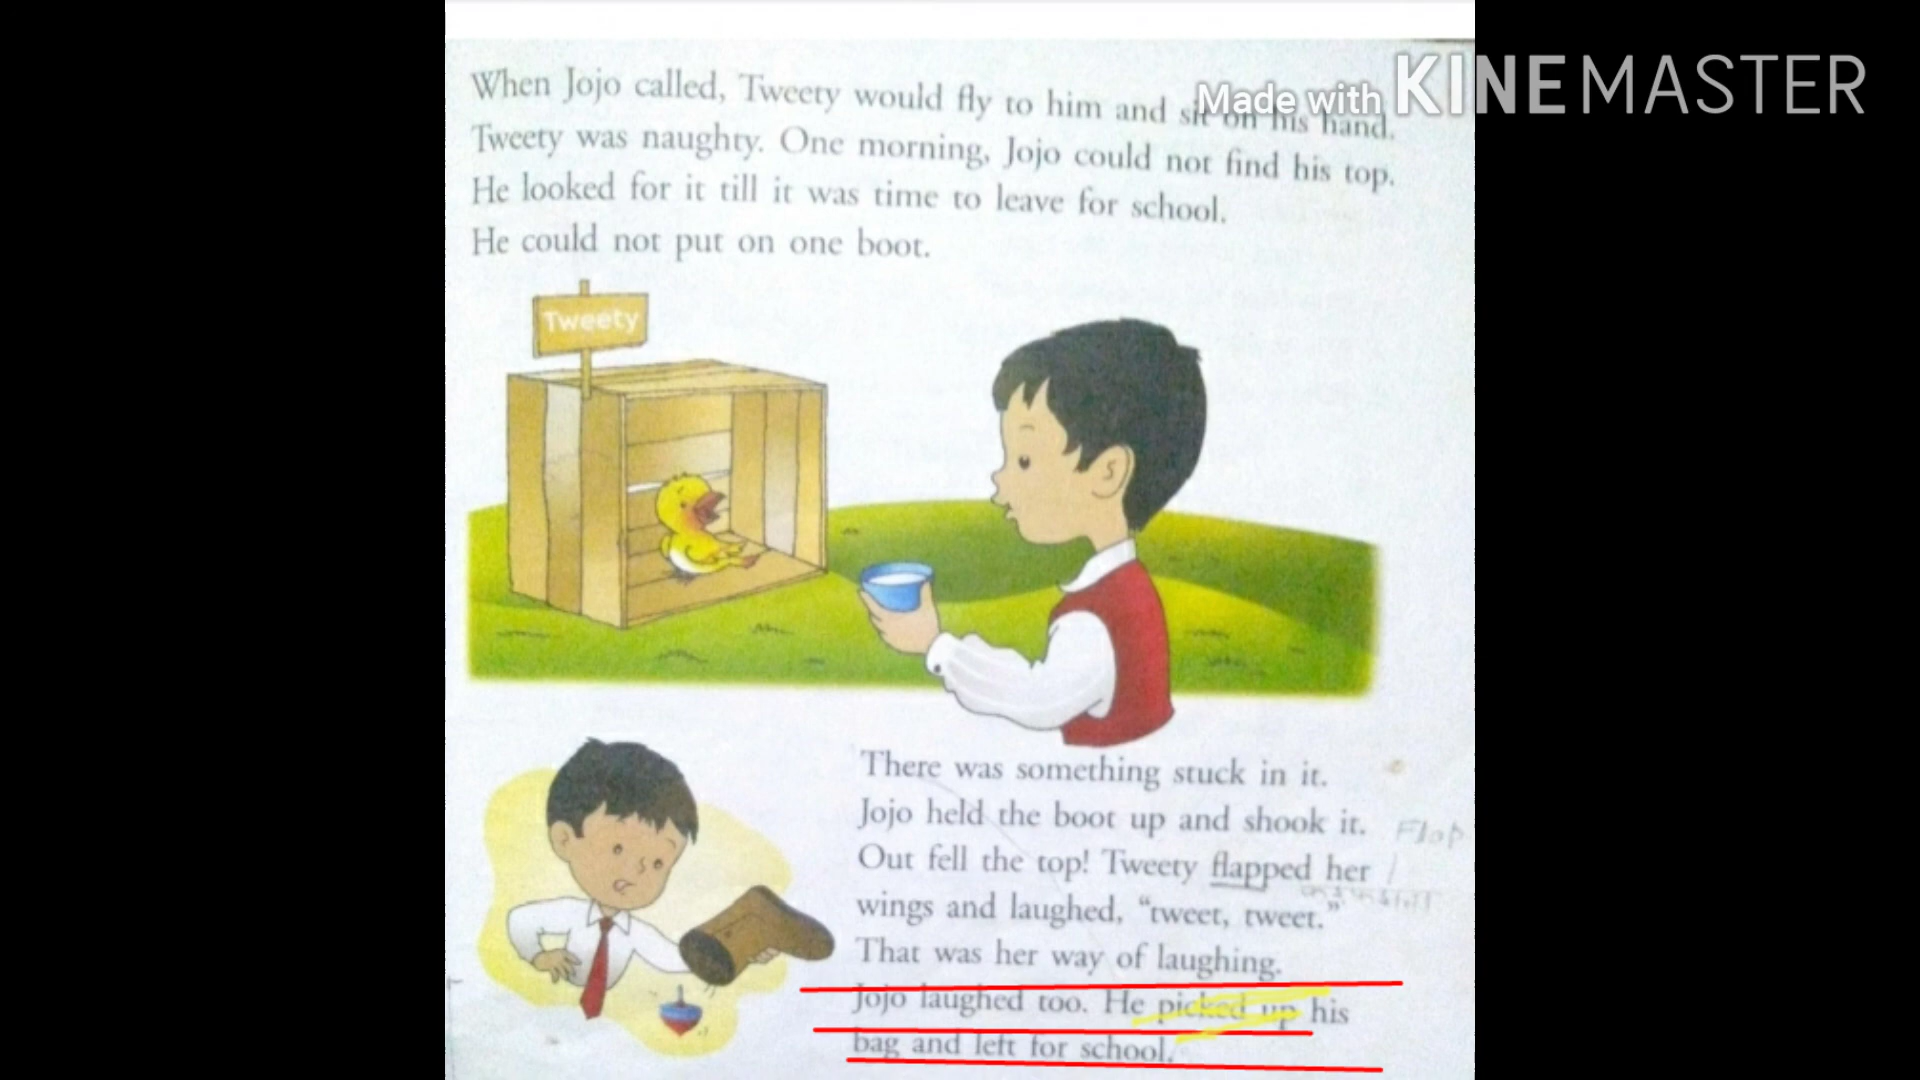 Made with KINEMASTER
When Jojo called, Tweety would fly to him and sit on his hand.
Tweety was naughty. One morning, Jojo could not find his top.
He looked for it till it was time to leave for school.
He could not put on one boot.
Tweety
There was something stuck in it.
Jojo held the boot up and shook it.
Flap
Out fell the top! Tweety flapped her
wings and laughed, “tweet, tweet.”
That was her way of laughing.
Jojo laughed too. He picked up his
bag and left for school.